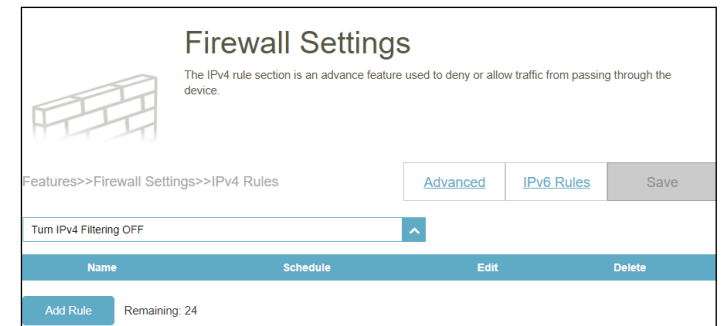 Firewall Settings
The IPv4 rule section is an advance feature used to deny or allow traffic from passing through the
device.
Features>>Firewall Settings>>IPv4 Rules
Advanced
IPv6 Rules
Save
Turn IPv4 Filtering OFF
Name Schedule Edit Delete
Add Rule Remaining: 24